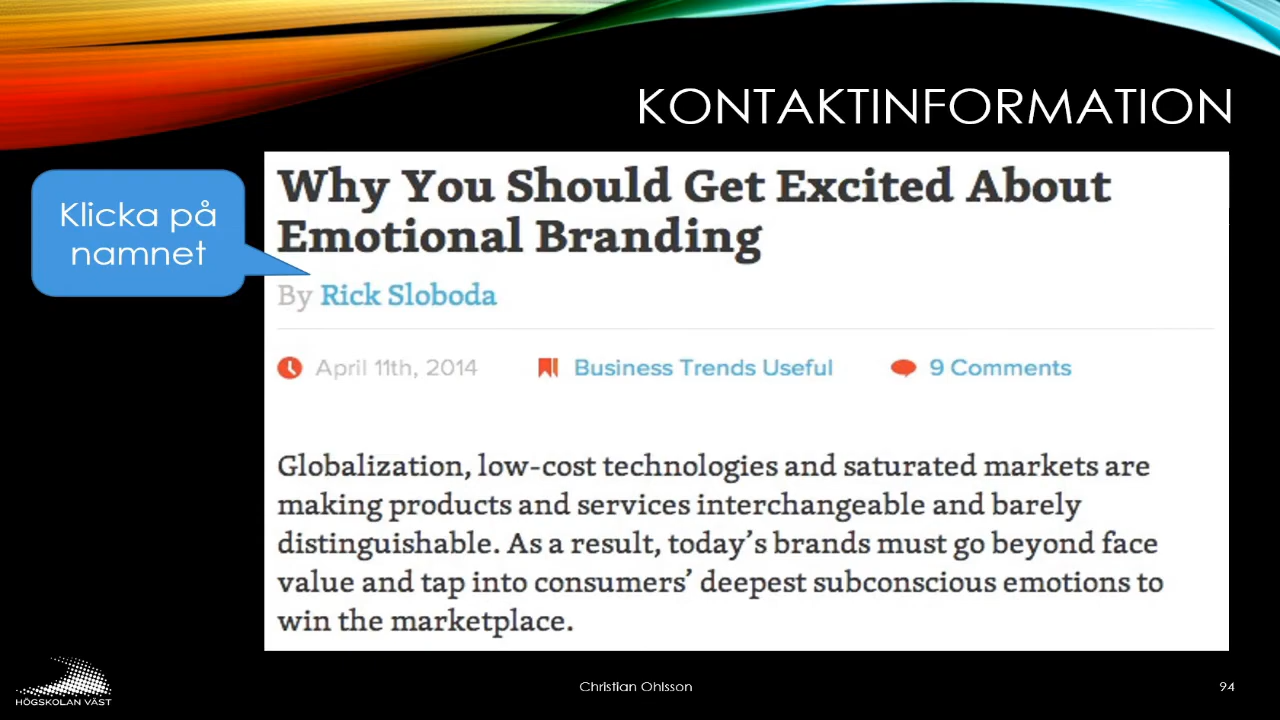 KONTAKTINFORMATION
Klicka på
namnet
Why You Should Get Excited About
Emotional Branding
By Rick Sloboda
April 11th, 2014 Business Trends Useful 9 Comments
Globalization, low-cost technologies and saturated markets are
making products and services interchangeable and barely
distinguishable. As a result, today’s brands must go beyond face
value and tap into consumers’ deepest subconscious emotions to
win the marketplace.
HÖGSKOLAN VÄST
Christian Ohlsson
94